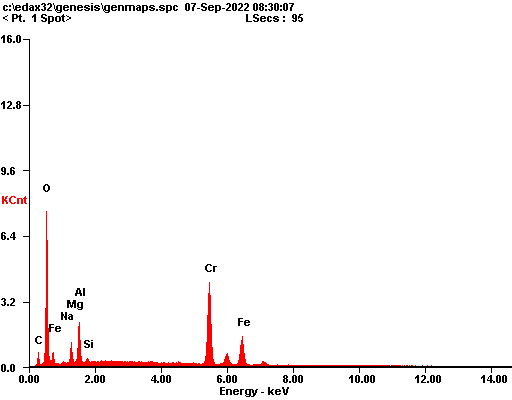 c:\edax32\genesis\genmaps.spc 07-Sep-2022 08:30:07
< Pt. 1 Spot> LSecs : 95
16.0
12.8
9.6
KCnt
6.4
3.2
0.0
O
C
Fe
Na
Mg
Al
Si
Cr
Fe
0.00 2.00 4.00 6.00 8.00 10.00 12.00 14.00
Energy - keV